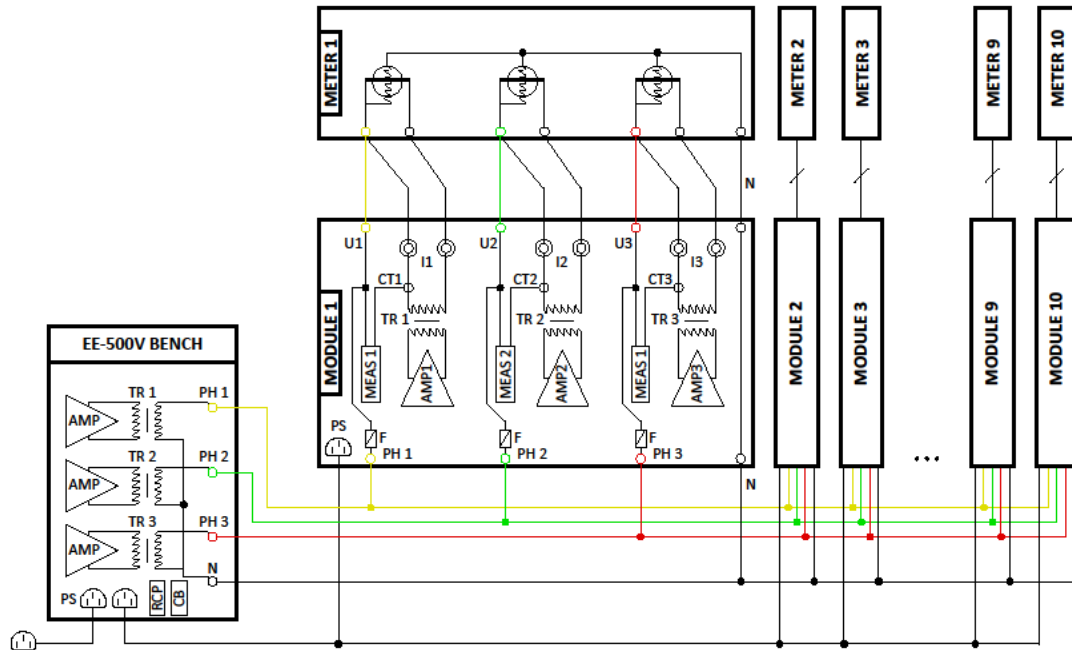 METER 1
METER 2
METER 3
METER 9
METER 10
N
U1
I1
U2
I2
U3
I3
CT1
CT2
CT3
TR 1
TR 2
TR 3
MODULE 1
MEAS 1
AMP1
MEAS 2
AMP2
MEAS 1
AMP3
MODULE 2
MODULE 3
MODULE 9
MODULE 10
...
PS
F
F
F
PH 1
PH 2
PH 3
N
EE-500V BENCH
TR 1
PH 1
AMP
TR 2
PH 2
AMP
TR 3
PH 3
AMP
N
PS
RCP
CB